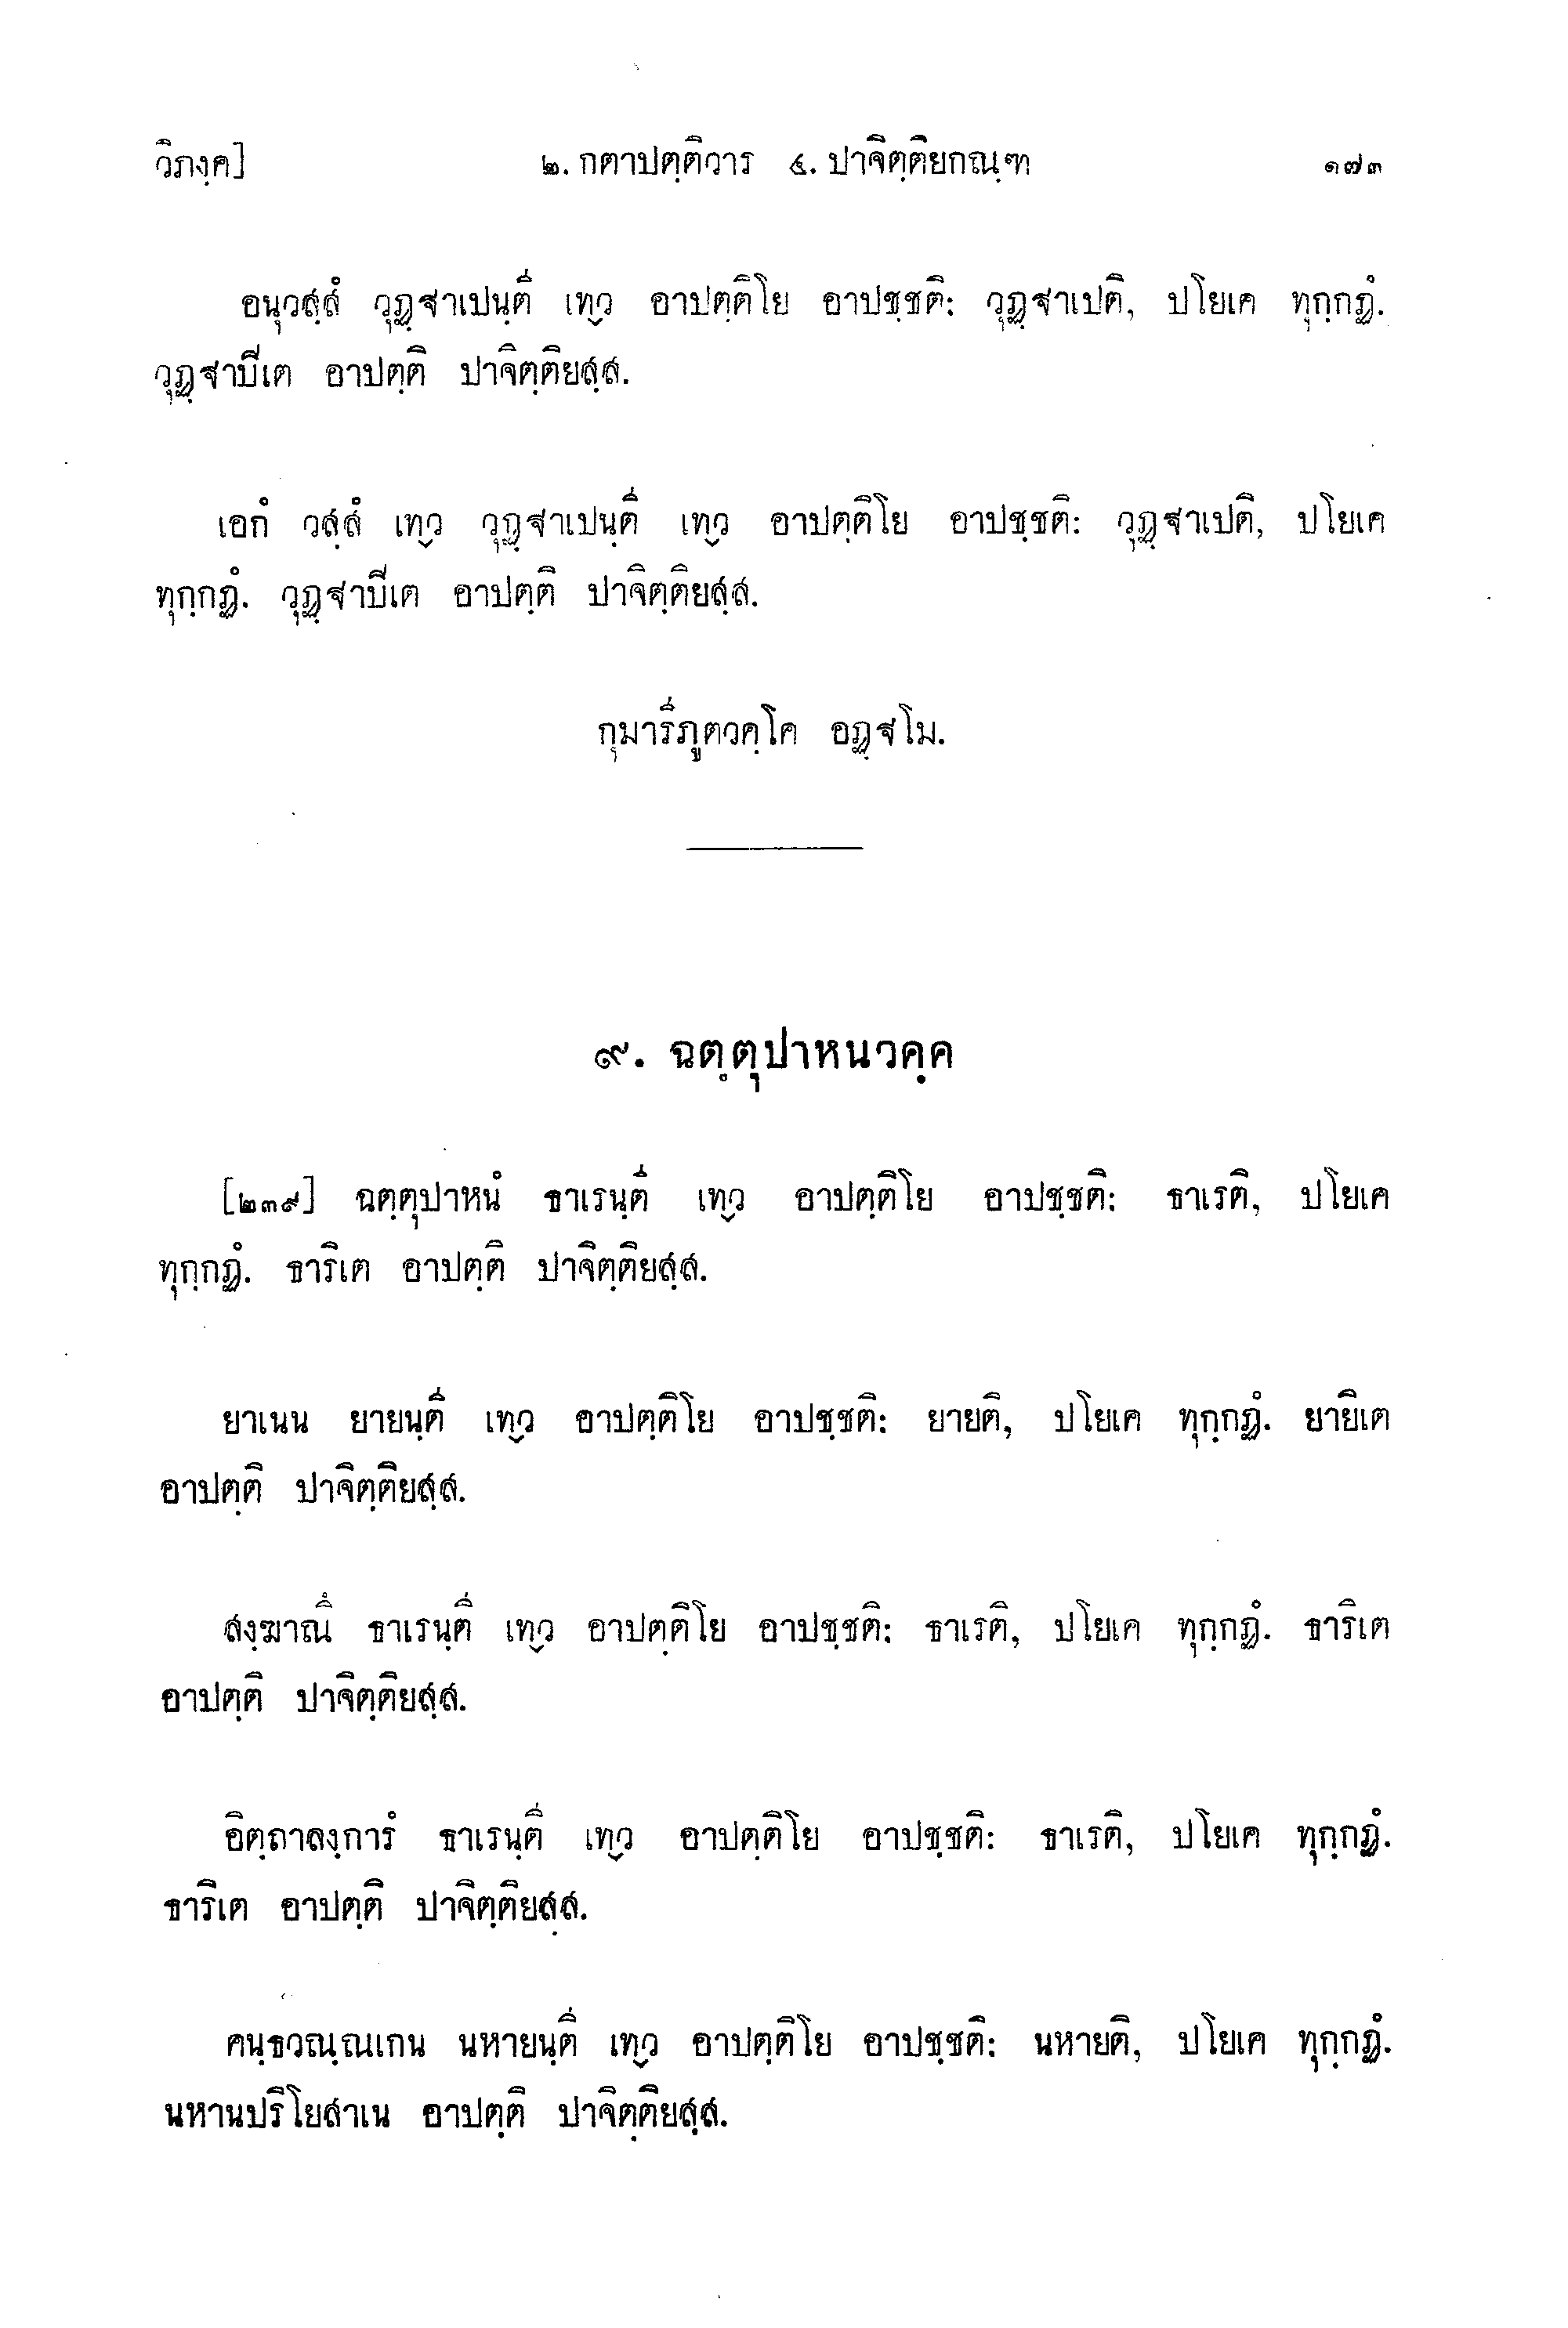 วิภงฺค] ๒. กตาปตฺติวาร ๔. ปาจิตฺติยกณฺฑ ๑๗๓
อนุวสฺสํ วุฏฺฐาเปนฺตี เทฺว อาปตฺติโย อาปชฺชติ: วุฏฺฐาเปติ, ปโยเค ทุกฺกฏํ.
วุฏฺฐาปิเต อาปตฺติ ปาจิตฺติยสฺส.
เอกํ วสฺสํ เทฺว วุฏฺฐาเปนฺตี เทฺว อาปตฺติโย อาปชฺชติ: วุฏฺฐาเปติ, ปโยเค
ทุกฺกฏํ. วุฏฺฐาปิเต อาปตฺติ ปาจิตฺติยสฺส.
กุมารีภูตวคฺโค อฏฺฐโม.
๙. ฉตฺตุปาหนวคฺค
[๒๓๙] ฉตฺตุปาหนํ ธาเรนฺตี เทฺว อาปตฺติโย อาปชฺชติ: ธาเรติ, ปโยเค
ทุกฺกฏํ. ธาริเต อาปตฺติ ปาจิตฺติยสฺส.
ยาเนน ยายนฺตี เทฺว อาปตฺติโย อาปชฺชติ: ยายติ, ปโยเค ทุกฺกฏํ. ยายิเต
อาปตฺติ ปาจิตฺติยสฺส.
สงฺฆาณึ ธาเรนฺตี เทฺว อาปตฺติโย อาปชฺชติ: ธาเรติ, ปโยเค ทุกฺกฏํ. ธาริเต
อาปตฺติ ปาจิตฺติยสฺส.
อิตฺถาลงฺการํ ธาเรนฺตี เทฺว อาปตฺติโย อาปชฺชติ: ธาเรติ, ปโยเค ทุกฺกฏํ.
ธาริเต อาปตฺติ ปาจิตฺติยสฺส.
คนฺธวณฺณเกน นหายนฺตี เทฺว อาปตฺติโย อาปชฺชติ: นหายติ, ปโยเค ทุกฺกฏํ.
นหานปริโยสาเน อาปตฺติ ปาจิตฺติยสฺส.